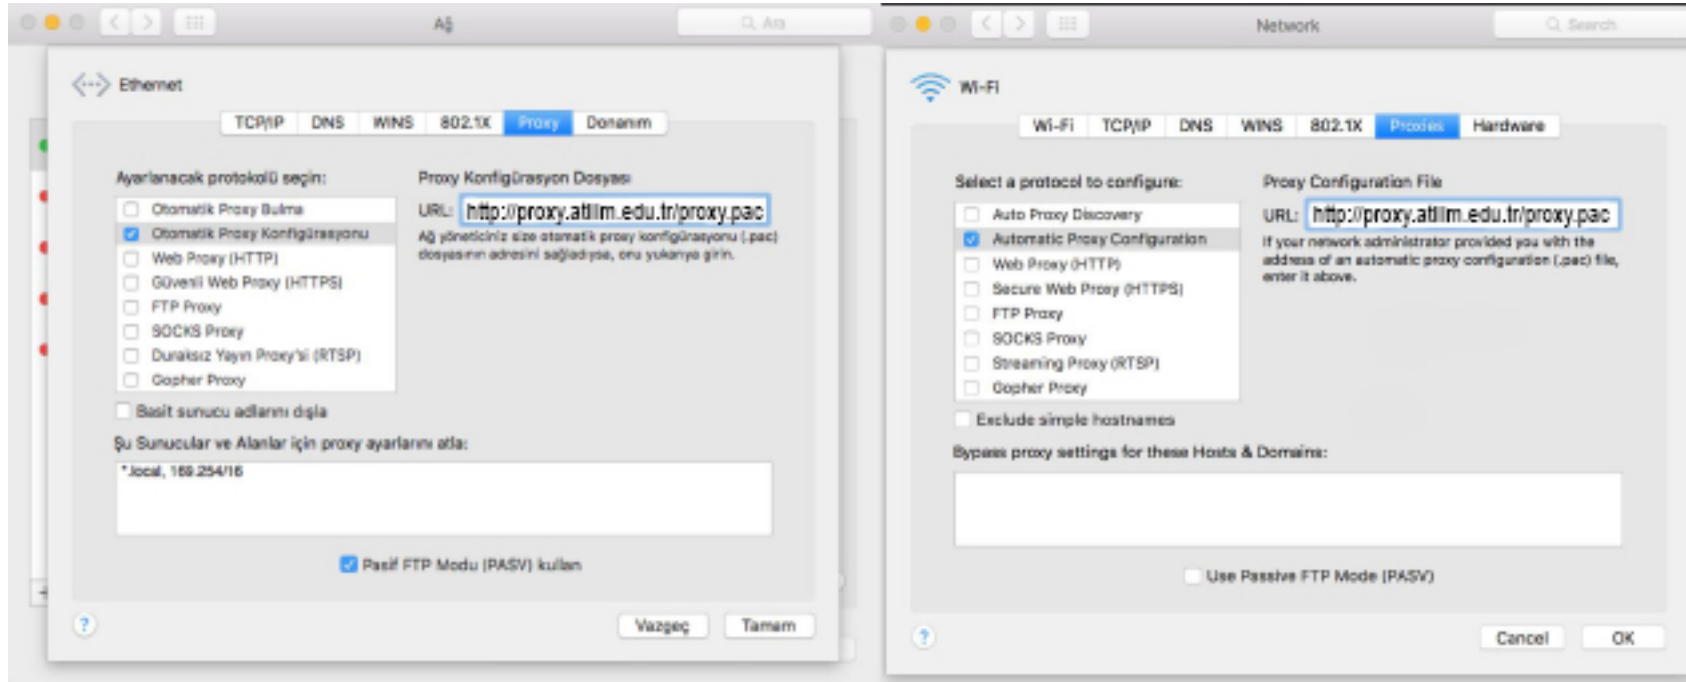 Ağ
Ara
Ethernet
TCP/IP DNS WINS 802.1X Proxy Donanım
Ayarlanacak protokolü seçin:
Otomatik Proxy Bulma
Otomatik Proxy Konfigürasyonu
Web Proxy (HTTP)
Güvenli Web Proxy (HTTPS)
FTP Proxy
SOCKS Proxy
Duraksız Yayın Proxy'si (RTSP)
Gopher Proxy
Proxy Konfigürasyon Dosyası
URL: http://proxy.atilim.edu.tr/proxy.pac
Ağ yöneticiniz size otomatik proxy konfigürasyonu (.pac)
dosyasının adresini sağladıysa, onu yukarıya girin.
Basit sunucu adlarını dışla
Şu Sunucular ve Alanlar için proxy ayarlarını atla:
*.local, 169.254/16
Pasif FTP Modu (PASV) kullan
?
Vazgeç Tamam
Network
Search
Wi-Fi
Wi-Fi TCP/IP DNS WINS 802.1X Proxies Hardware
Select a protocol to configure:
Auto Proxy Discovery
Automatic Proxy Configuration
Web Proxy (HTTP)
Secure Web Proxy (HTTPS)
FTP Proxy
SOCKS Proxy
Streaming Proxy (RTSP)
Gopher Proxy
Proxy Configuration File
URL: http://proxy.atilim.edu.tr/proxy.pac
If your network administrator provided you with the
address of an automatic proxy configuration (.pac) file,
enter it above.
Exclude simple hostnames
Bypass proxy settings for these Hosts & Domains:
Use Passive FTP Mode (PASV)
?
Cancel OK